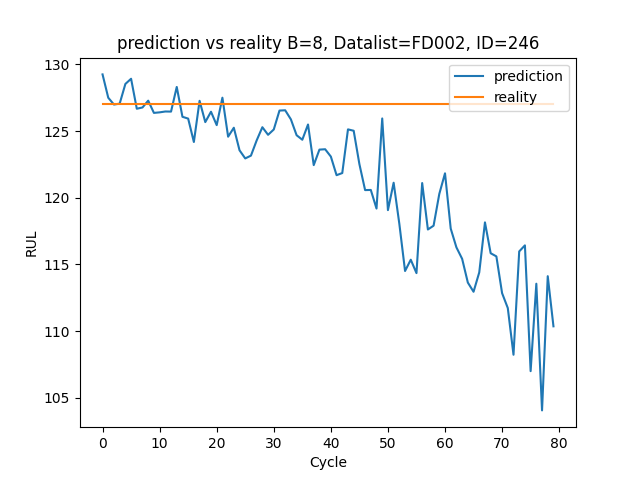 prediction vs reality B=8, Datalist=FD002, ID=246
prediction
reality
130
125
120
115
110
105
RUL
0 10 20 30 40 50 60 70 80
Cycle